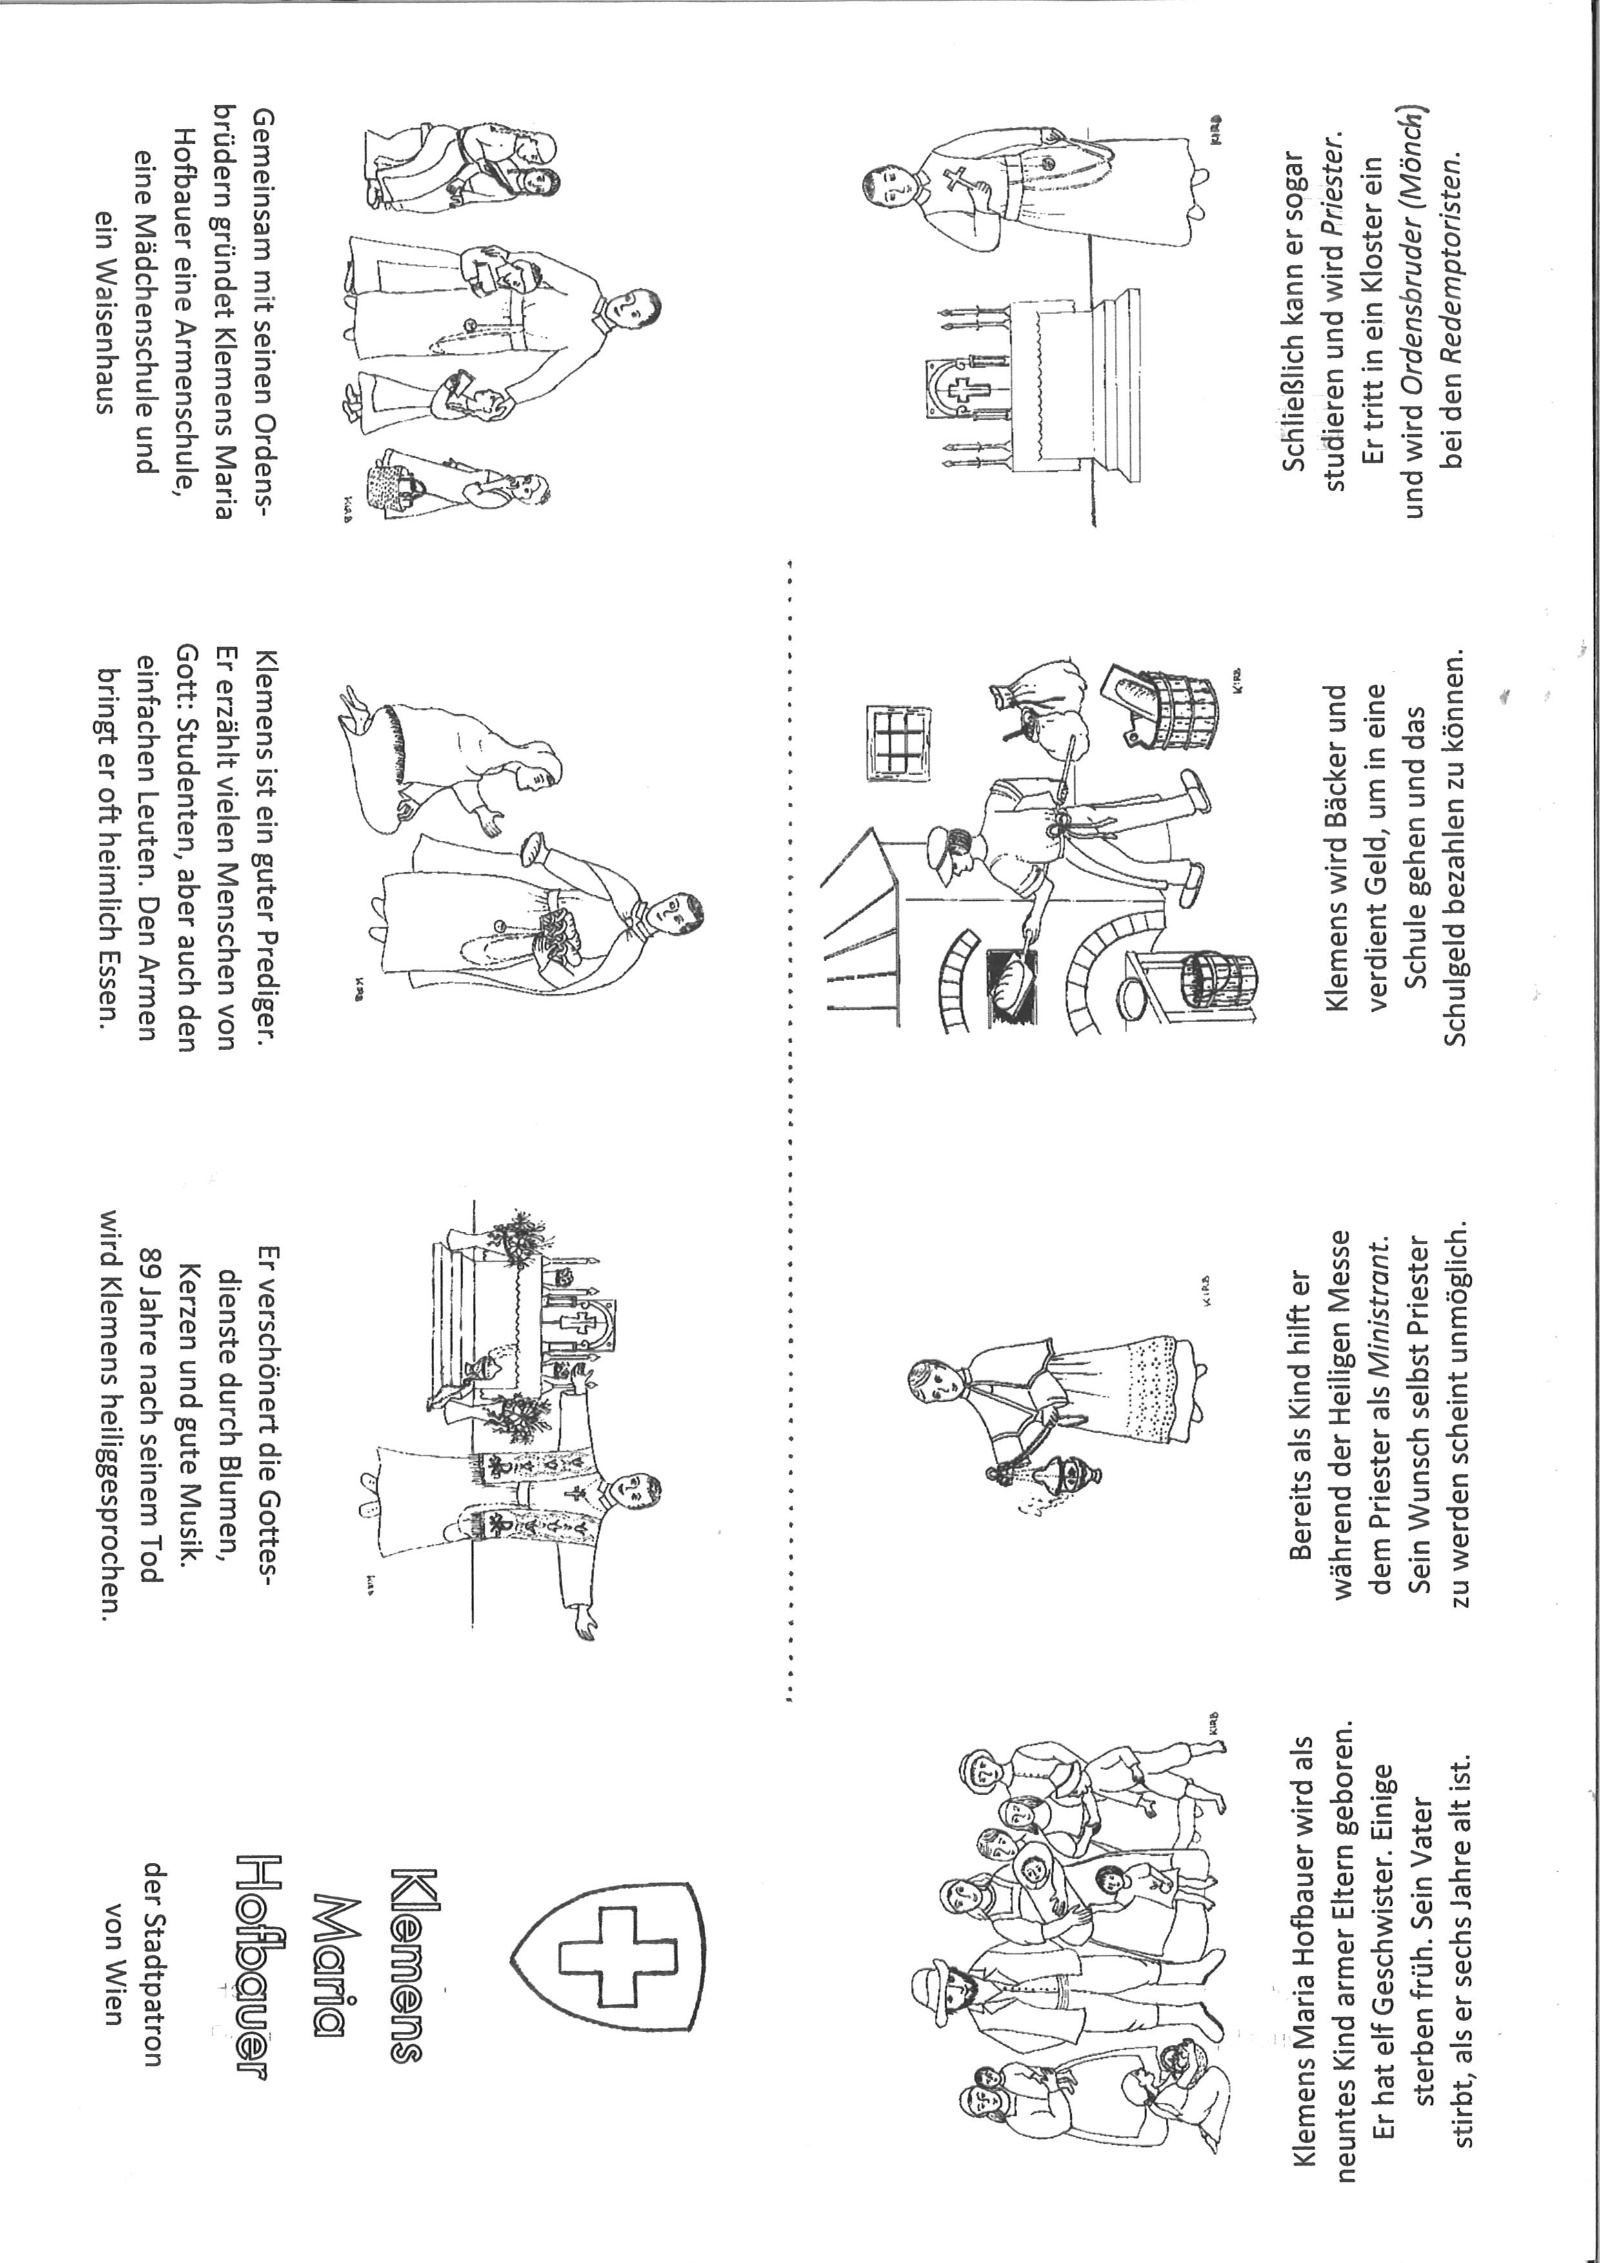 Klemens
Maria
Hofbauer
der Stadtpatron
von Wien
Klemens Maria Hofbauer wird als
neuntes Kind armer Eltern geboren.
Er hat elf Geschwister. Einige
sterben früh. Sein Vater
stirbt, als er sechs Jahre alt ist.
KIRB
Bereits als Kind hilft er
während der Heiligen Messe
dem Priester als Ministrant.
Sein Wunsch selbst Priester
zu werden scheint unmöglich.
KIRB
Klemens wird Bäcker und
verdient Geld, um in eine
Schule gehen und das
Schulgeld bezahlen zu können.
KIRB
Schließlich kann er sogar
studieren und wird Priester.
Er tritt in ein Kloster ein
und wird Ordensbruder (Mönch)
bei den Redemptoristen.
KIRB
Gemeinsam mit seinen Ordens-
brüdern gründet Klemens Maria
Hofbauer eine Armenschule,
eine Mädchenschule und
ein Waisenhaus
KIRB
Klemens ist ein guter Prediger.
Er erzählt vielen Menschen von
Gott: Studenten, aber auch den
einfachen Leuten. Den Armen
bringt er oft heimlich Essen.
KIRB
Er verschönert die Gottes-
dienste durch Blumen,
Kerzen und gute Musik.
89 Jahre nach seinem Tod
wird Klemens heiliggesprochen.
KIRB